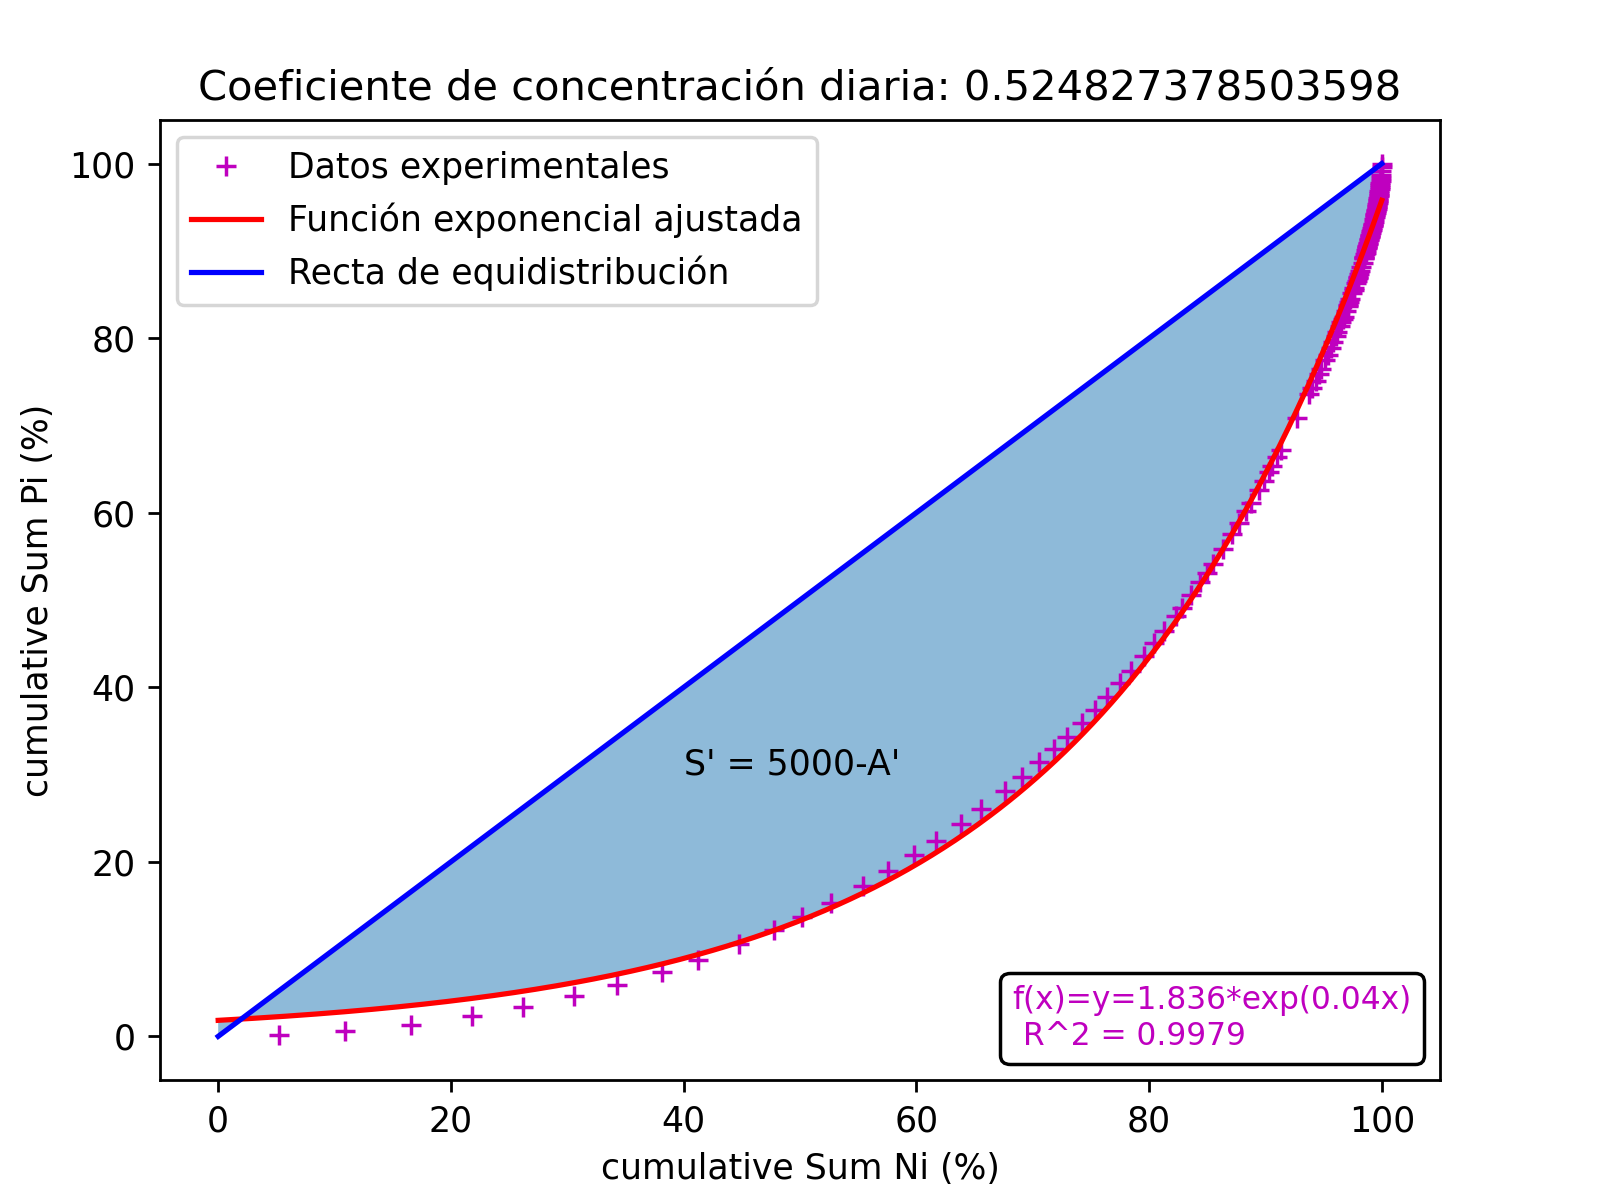 Coeficiente de concentración diaria: 0.524827378503598
Datos experimentales
Función exponencial ajustada
Recta de equidistribución
cumulative Sum Pi (%)
100
80
60
40
20
0
S' = 5000-A'
f(x)=y=1.836*exp(0.04x)
R^2 = 0.9979
0 20 40 60 80 100
cumulative Sum Ni (%)